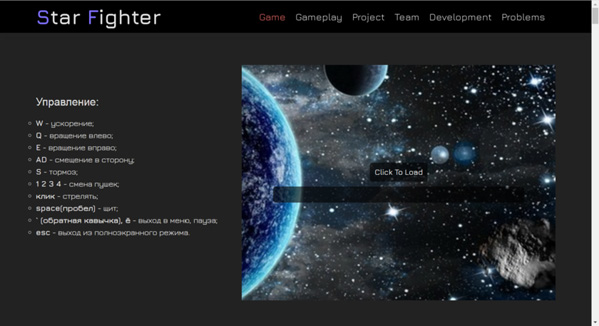 Star Fighter
Game Gameplay Project Team Development Problems
Управление:
W - ускорение;
Q - вращение влево;
E - вращение вправо;
AD - смещение в сторону;
S - тормоз;
1 2 3 4 - смена пушек;
клик - стрелять;
space(пробел) - щит;
` (обратная кавычка), ё - выход в меню, пауза;
esc - выход из полноэкранного режима.
Click To Load